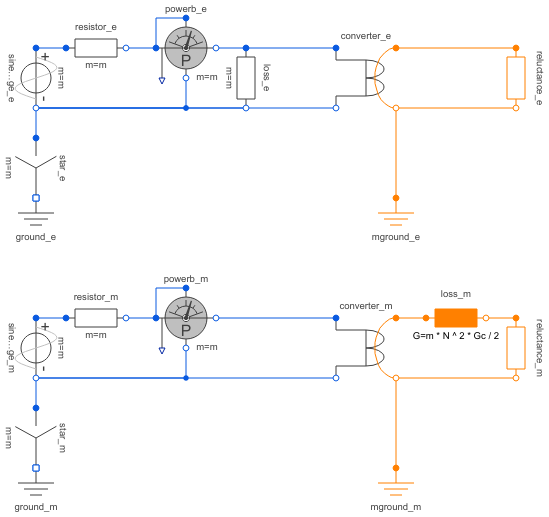 powerb_e
resistor_e
converter_e
sine...ge_e
+
-
m=m
m=m
P
m=m
m=m
loss_e
reluctance_e
star_e
m=m
ground_e
mground_e
powerb_m
resistor_m
converter_m
loss_m
sine...ge_m
+
-
m=m
m=m
P
m=m
G=m * N ^ 2 * Gc / 2
reluctance_m
star_m
m=m
ground_m
mground_m